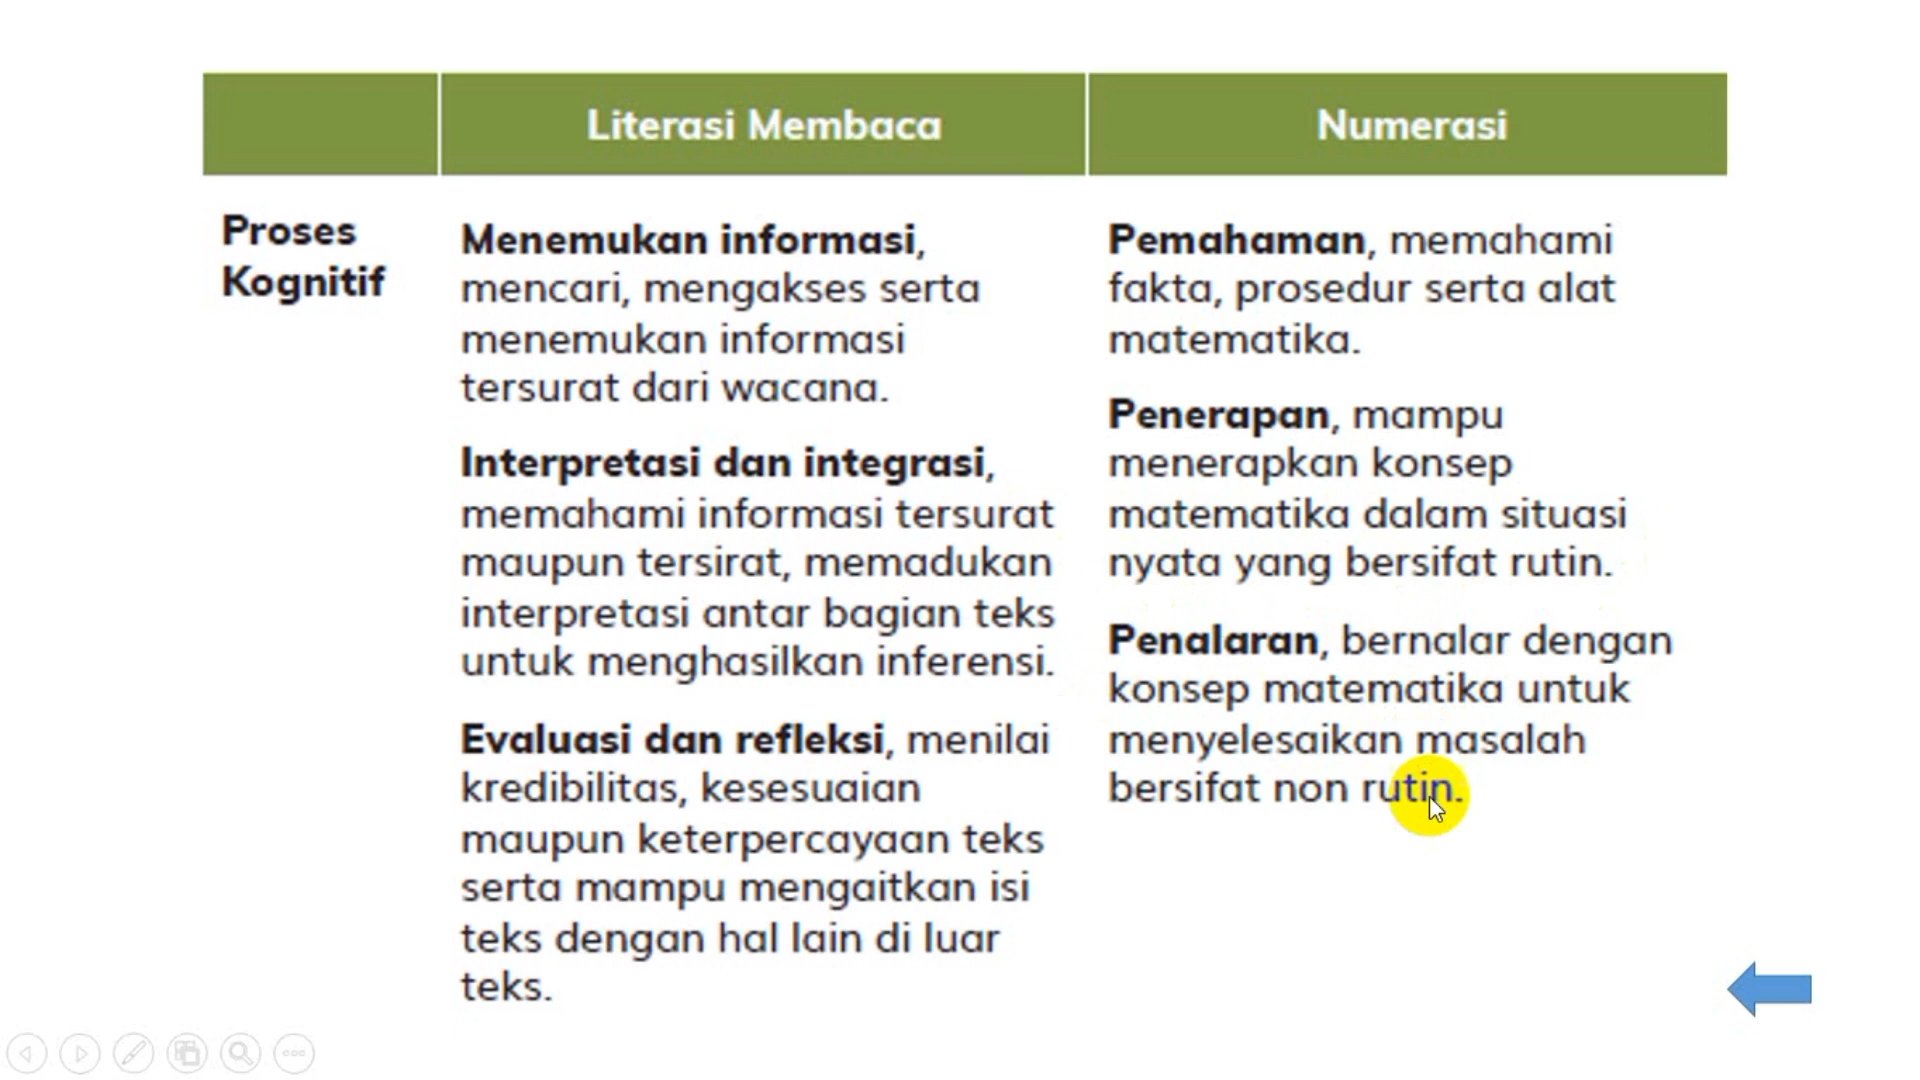 Literasi Membaca
Numerasi
Proses
Kognitif
Menemukan informasi,
mencari, mengakses serta
menemukan informasi
tersurat dari wacana.
Interpretasi dan integrasi,
memahami informasi tersurat
maupun tersirat, memadukan
interpretasi antar bagian teks
untuk menghasilkan inferensi.
Evaluasi dan refleksi, menilai
kredibilitas, kesesuaian
maupun keterpercayaan teks
serta mampu mengaitkan isi
teks dengan hal lain di luar
teks.
Pemahaman, memahami
fakta, prosedur serta alat
matematika.
Penerapan, mampu
menerapkan konsep
matematika dalam situasi
nyata yang bersifat rutin.
Penalaran, bernalar dengan
konsep matematika untuk
menyelesaikan masalah
bersifat non rutin.